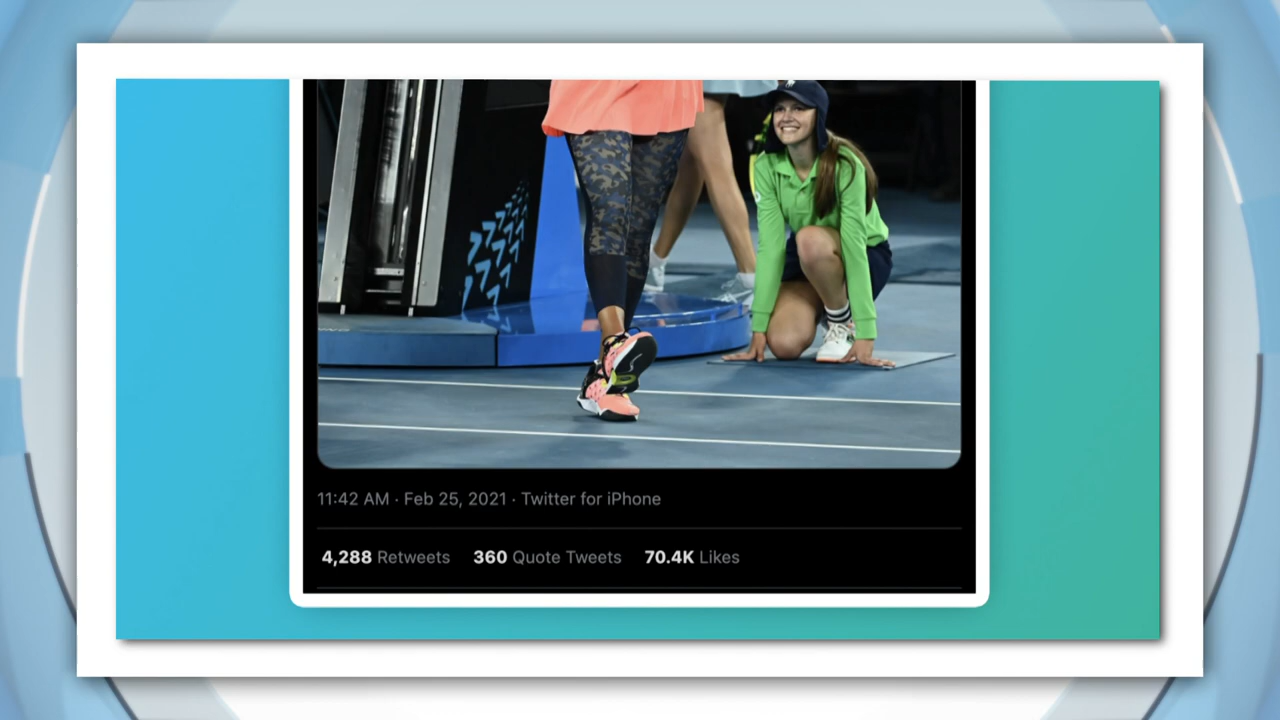 11:42 AM · Feb 25, 2021 · Twitter for iPhone
4,288 Retweets 360 Quote Tweets 70.4K Likes